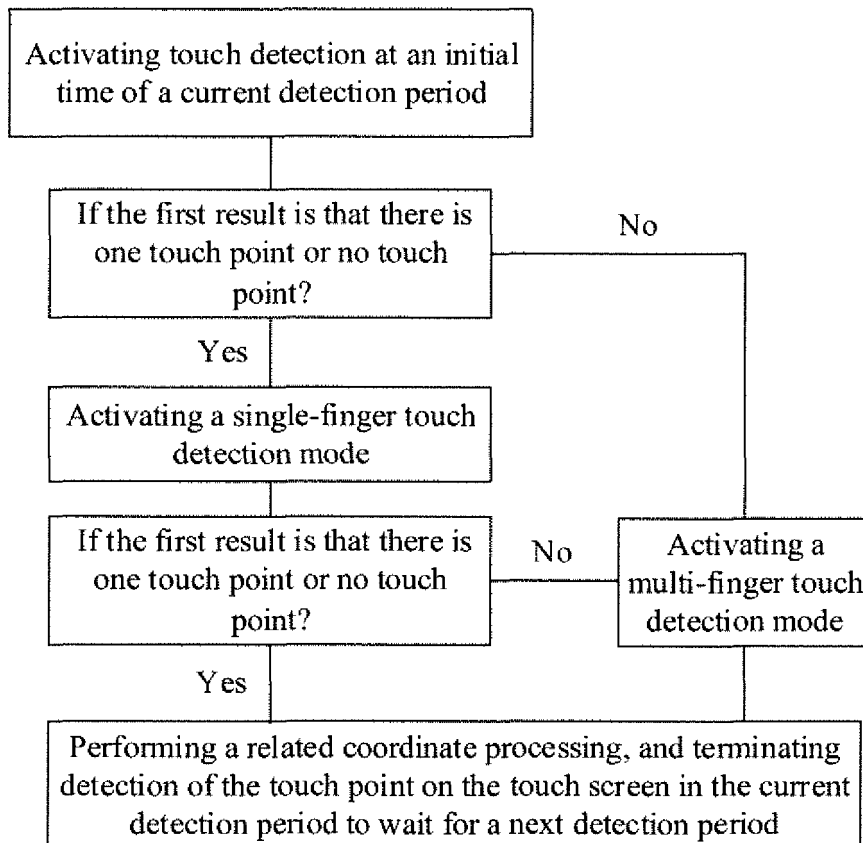 Activating touch detection at an initial
time of a current detection period
If the first result is that there is
one touch point or no touch
point?
No
Yes
Activating a single-finger touch
detection mode
If the first result is that there is
one touch point or no touch
point?
No
Activating a
multi-finger touch
detection mode
Yes
Performing a related coordinate processing, and terminating
detection of the touch point on the touch screen in the current
detection period to wait for a next detection period